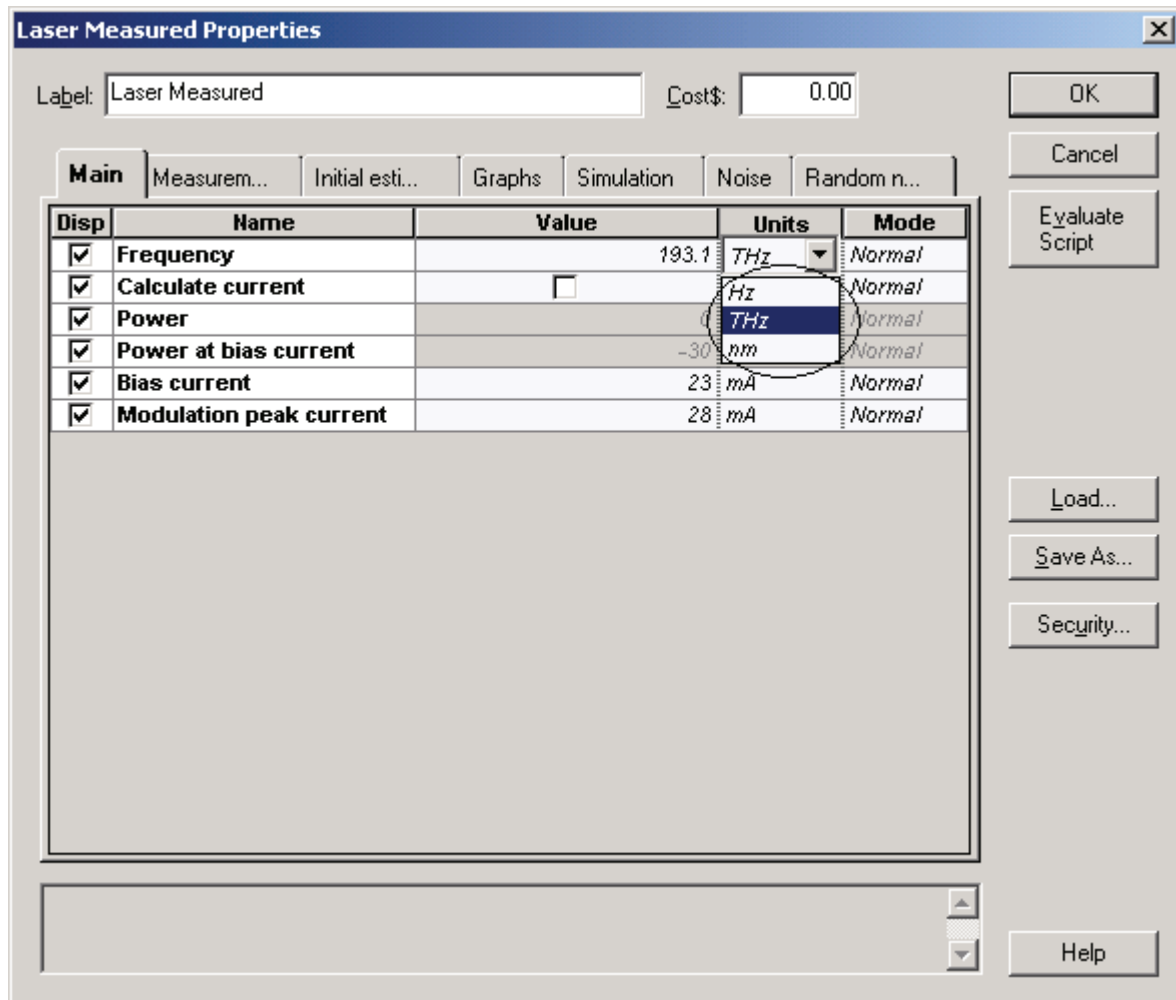 Laser Measured Properties
Label: Laser Measured Cost$: 0.00
OK
Cancel
Evaluate Script
Main Measurem... Initial esti... Graphs Simulation Noise Random n...
Disp Name Value Units Mode
Frequency 193.1 THz Normal
Calculate current Hz Normal
Power 0 THz Normal
Power at bias current -30 nm Normal
Bias current 23 mA Normal
Modulation peak current 28 mA Normal
Load...
Save As...
Security...
Help